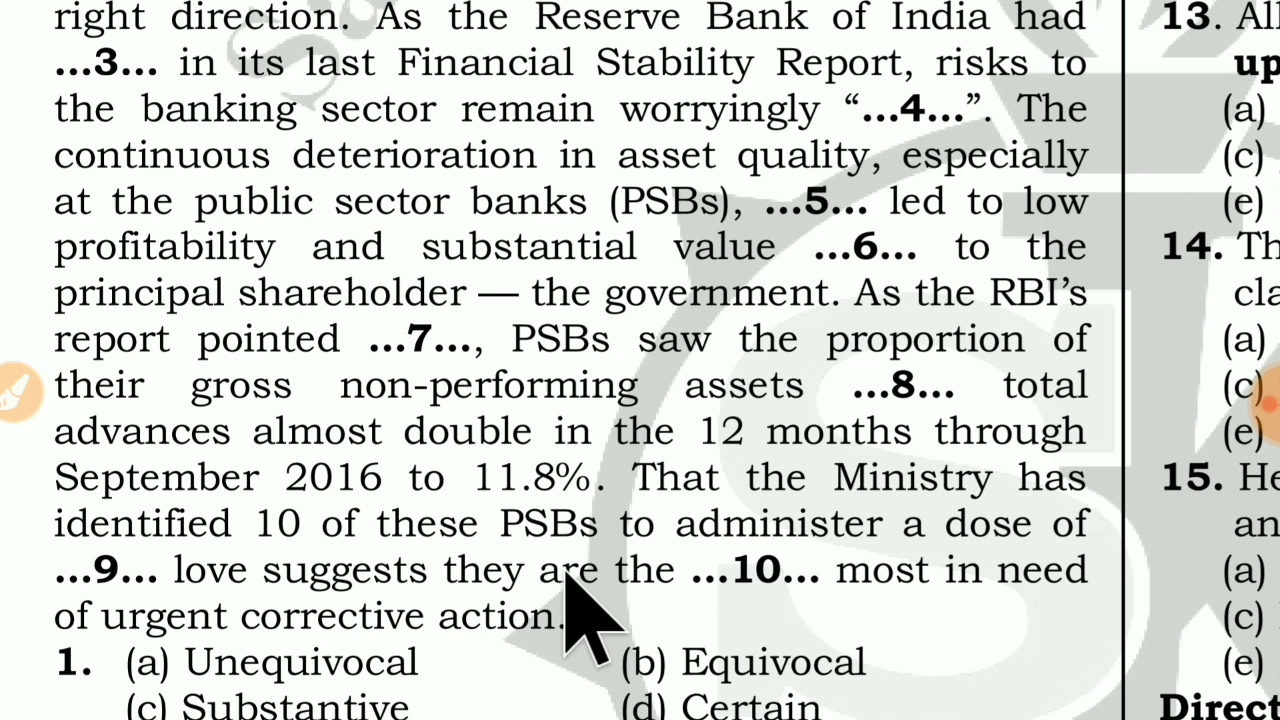 right direction. As the Reserve Bank of India had
...3... in its last Financial Stability Report, risks to
the banking sector remain worryingly “...4...”. The
continuous deterioration in asset quality, especially
at the public sector banks (PSBs), ...5... led to low
profitability and substantial value ...6... to the
principal shareholder — the government. As the RBI’s
report pointed ...7..., PSBs saw the proportion of
their gross non-performing assets ...8... total
advances almost double in the 12 months through
September 2016 to 11.8%. That the Ministry has
identified 10 of these PSBs to administer a dose of
...9... love suggests they are the ...10... most in need
of urgent corrective action.
1. (a) Unequivocal (b) Equivocal
(c) Substantive (d) Certain
13. All
up
(a)
(c)
(e)
14. Th
cla
(a)
(c)
(e)
15. He
an
(a)
(c)
(e)
Direct